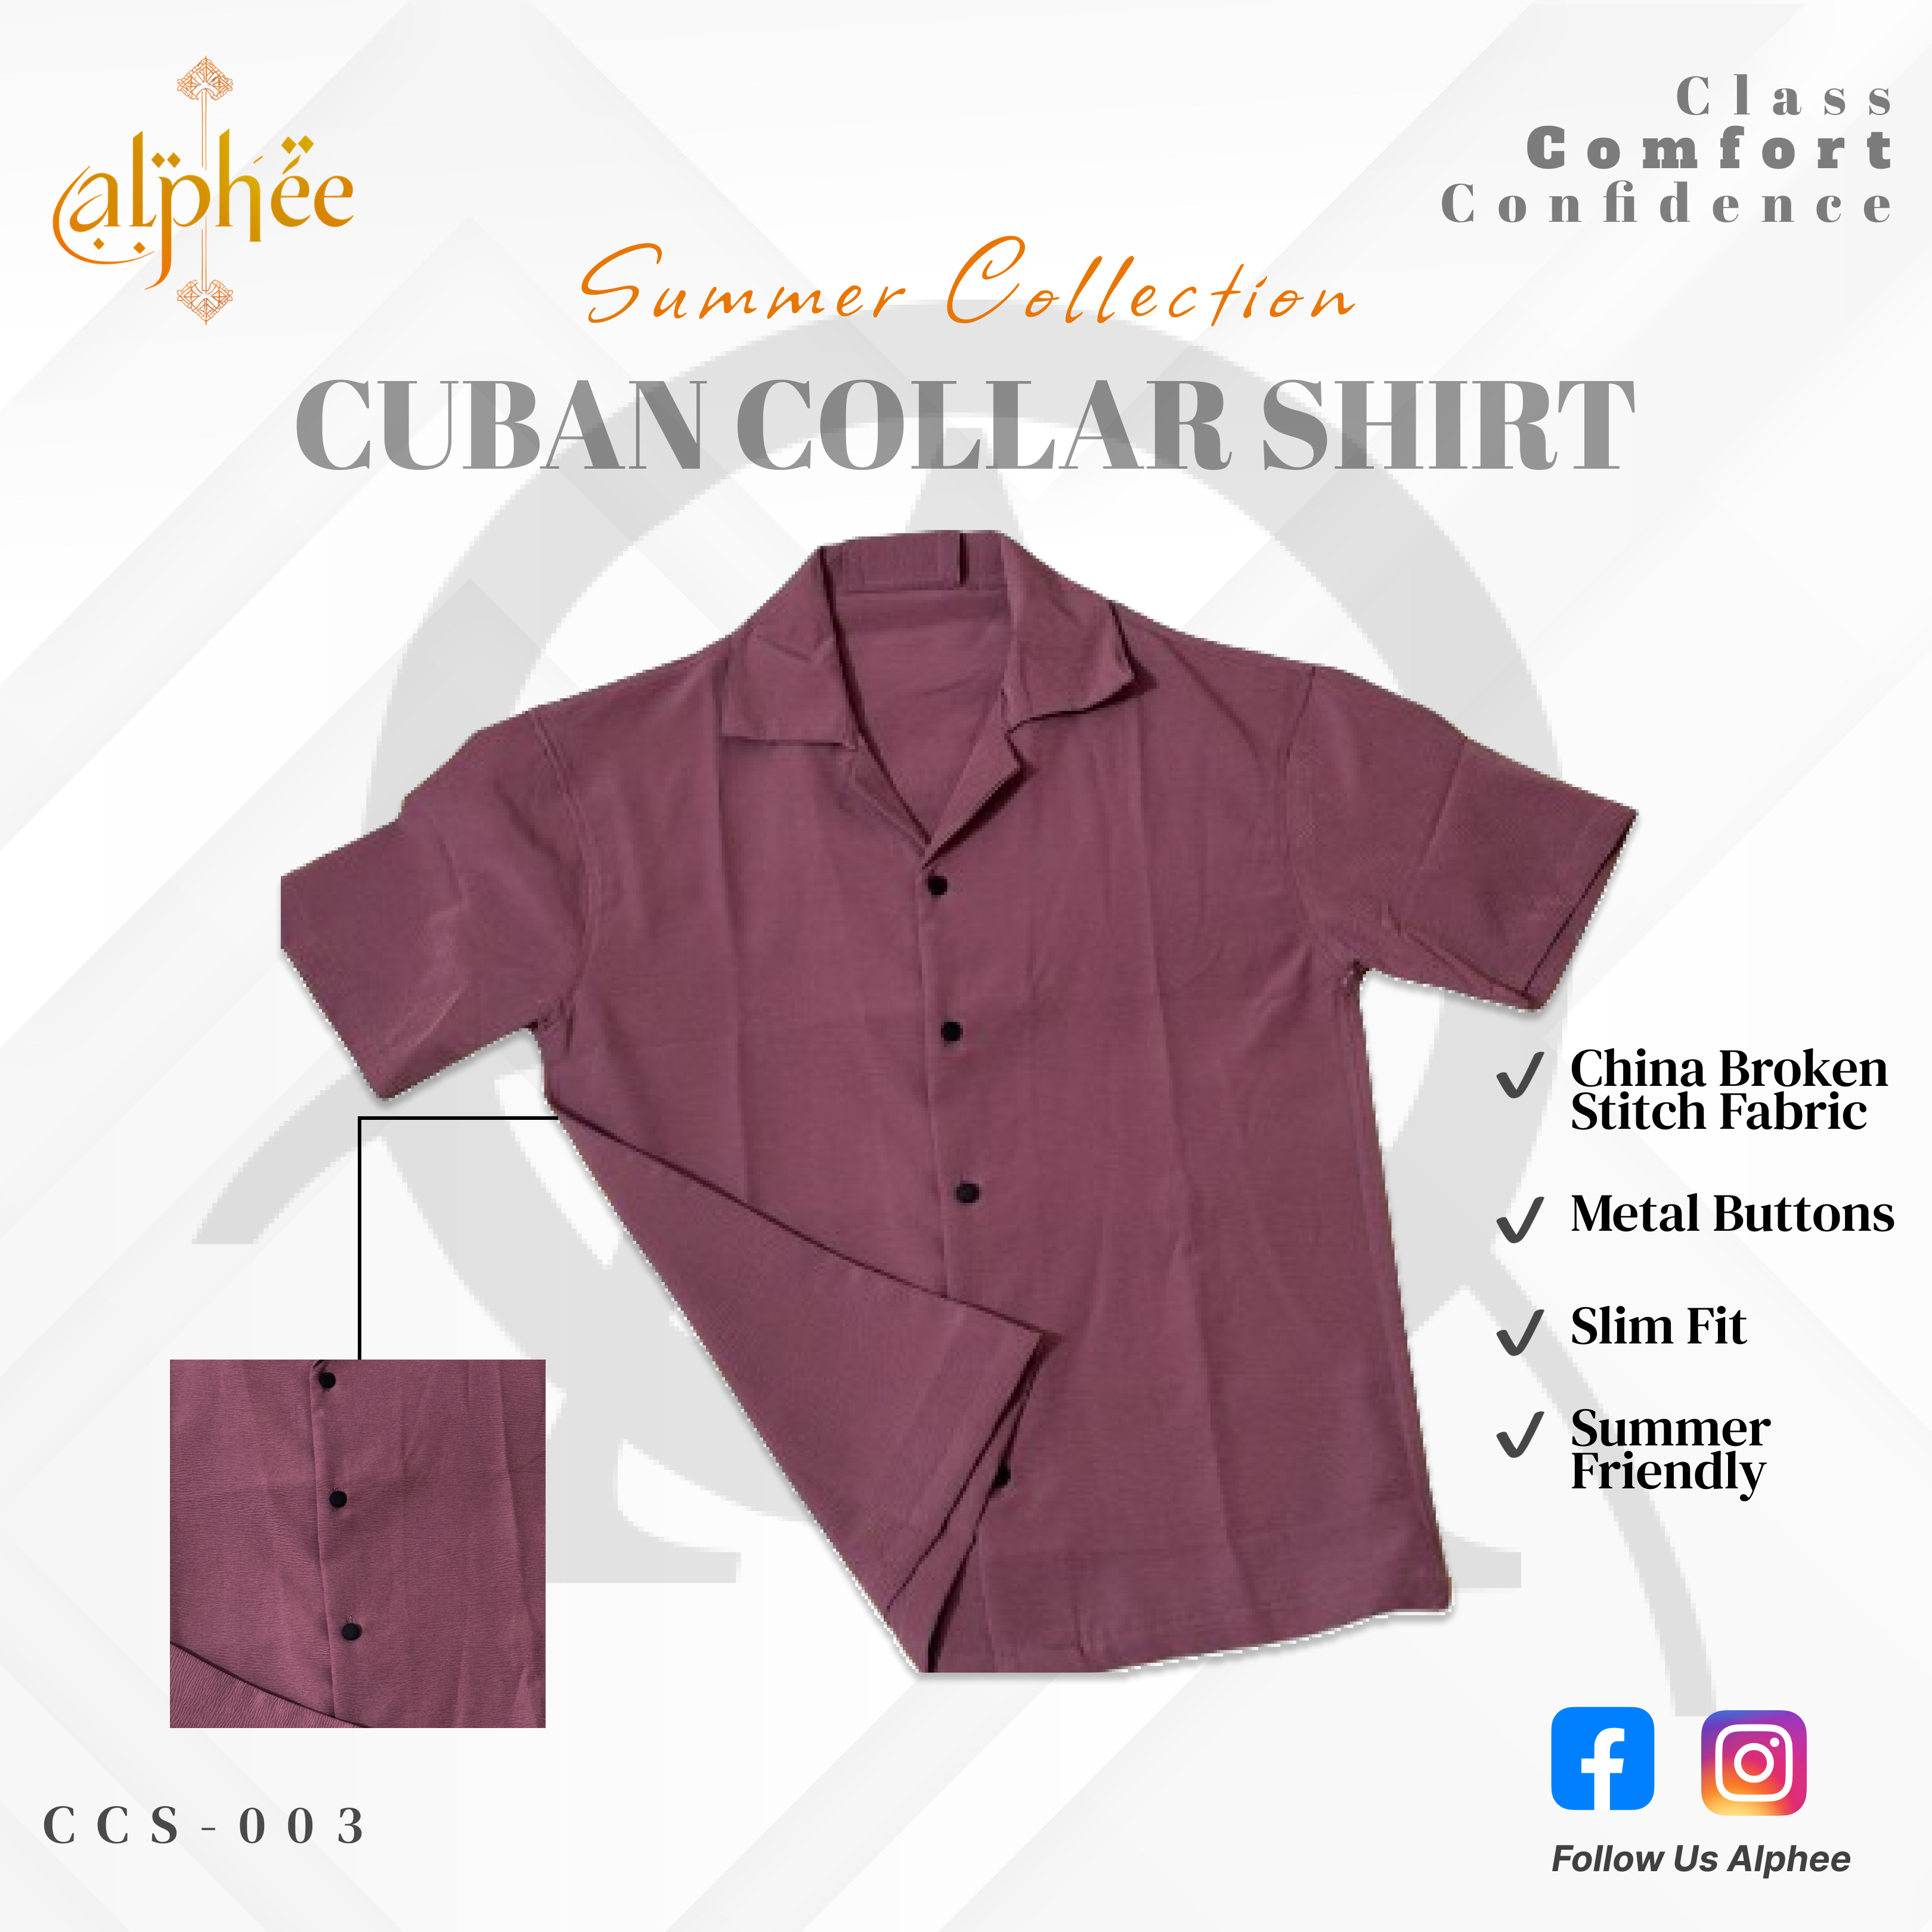 alphée
Class
Comfort
Confidence
Summer Collection
CUBAN COLLAR SHIRT
China Broken
Stitch Fabric
Metal Buttons
Slim Fit
Summer
Friendly
CCS-003
Follow Us Alphee